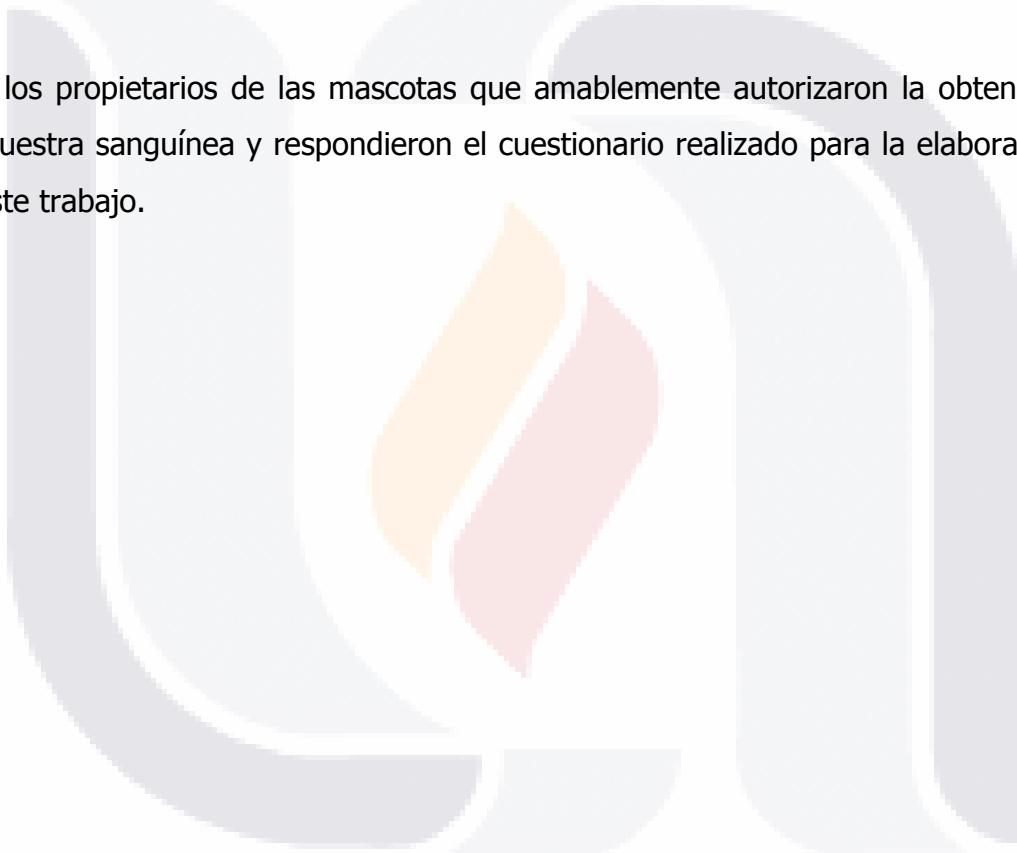 los propietarios de las mascotas que amablemente autorizaron la obten
uestra sanguínea y respondieron el cuestionario realizado para la elabora
ste trabajo.